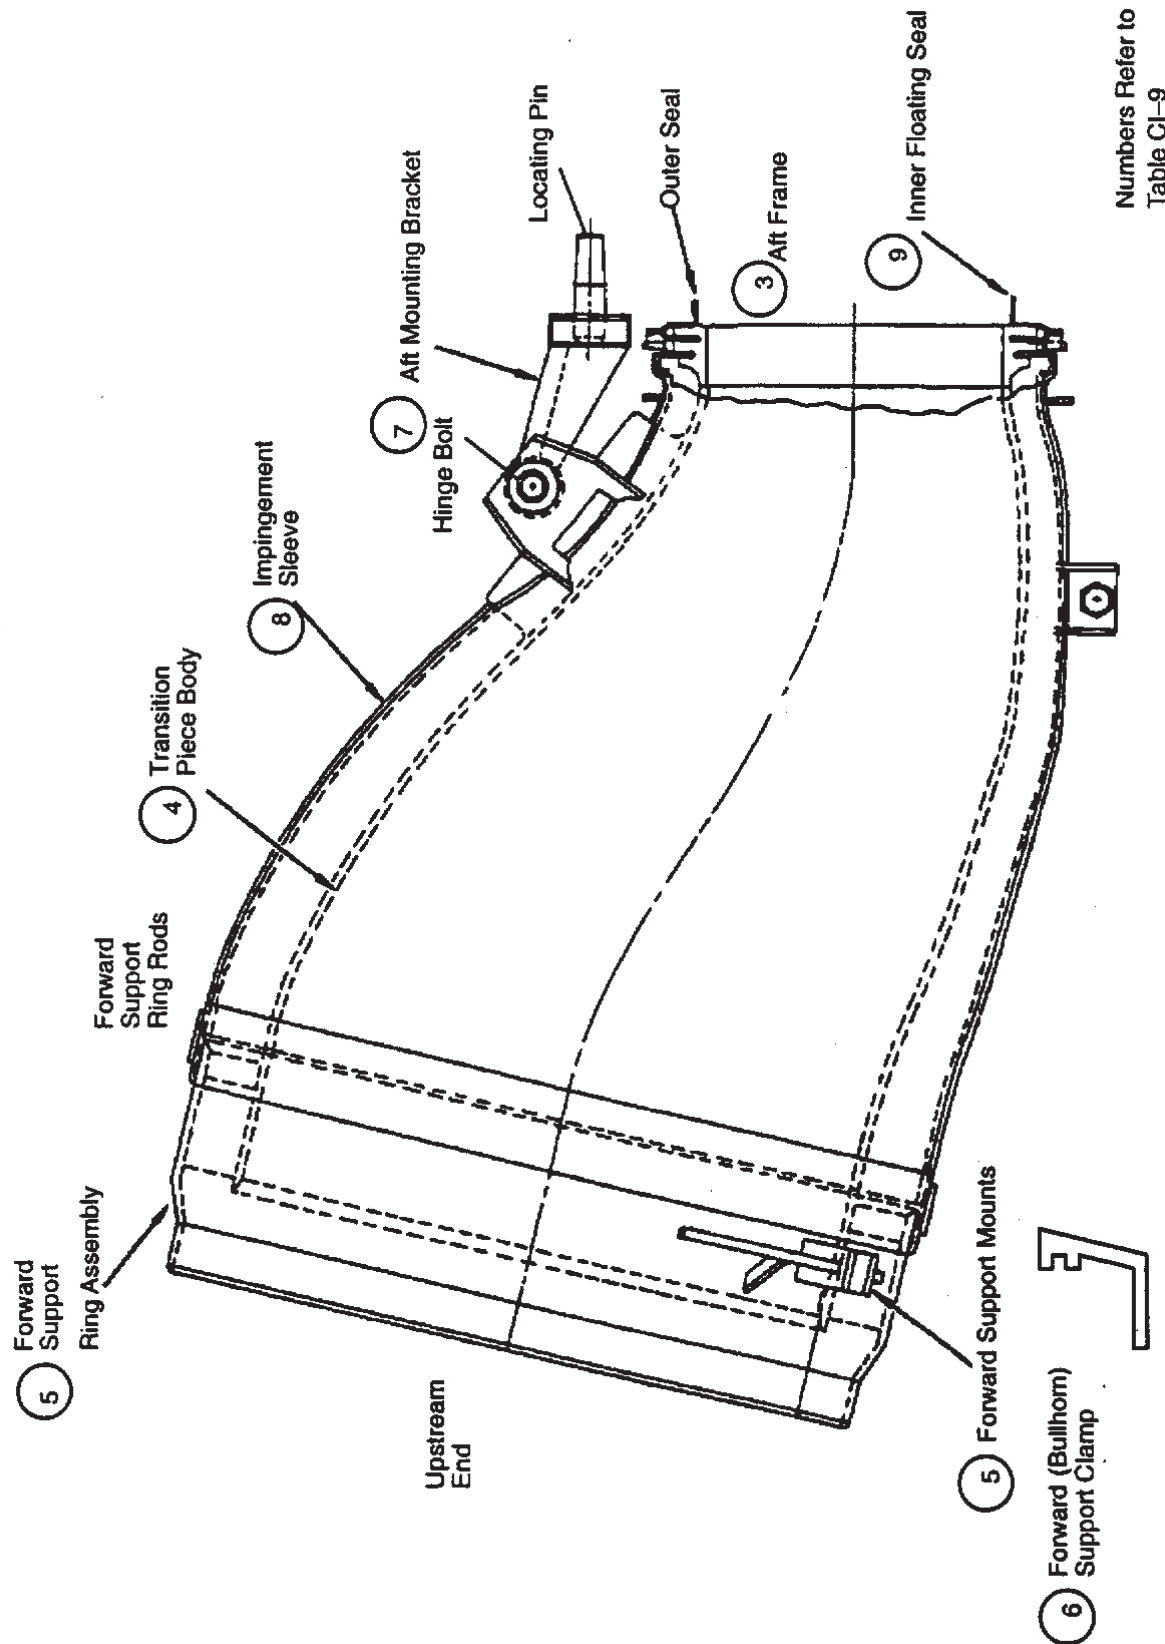 5
Forward
Support
Ring Assembly
Forward
Support
Ring Rods
4
Transition
Piece Body
8
Impingement
Sleeve
7
Hinge Bolt
Aft Mounting Bracket
Locating Pin
Outer Seal
3
Aft Frame
9
Inner Floating Seal
Upstream
End
5
Forward Support Mounts
6
Forward (Bullhorn)
Support Clamp
Numbers Refer to
Table CI–9